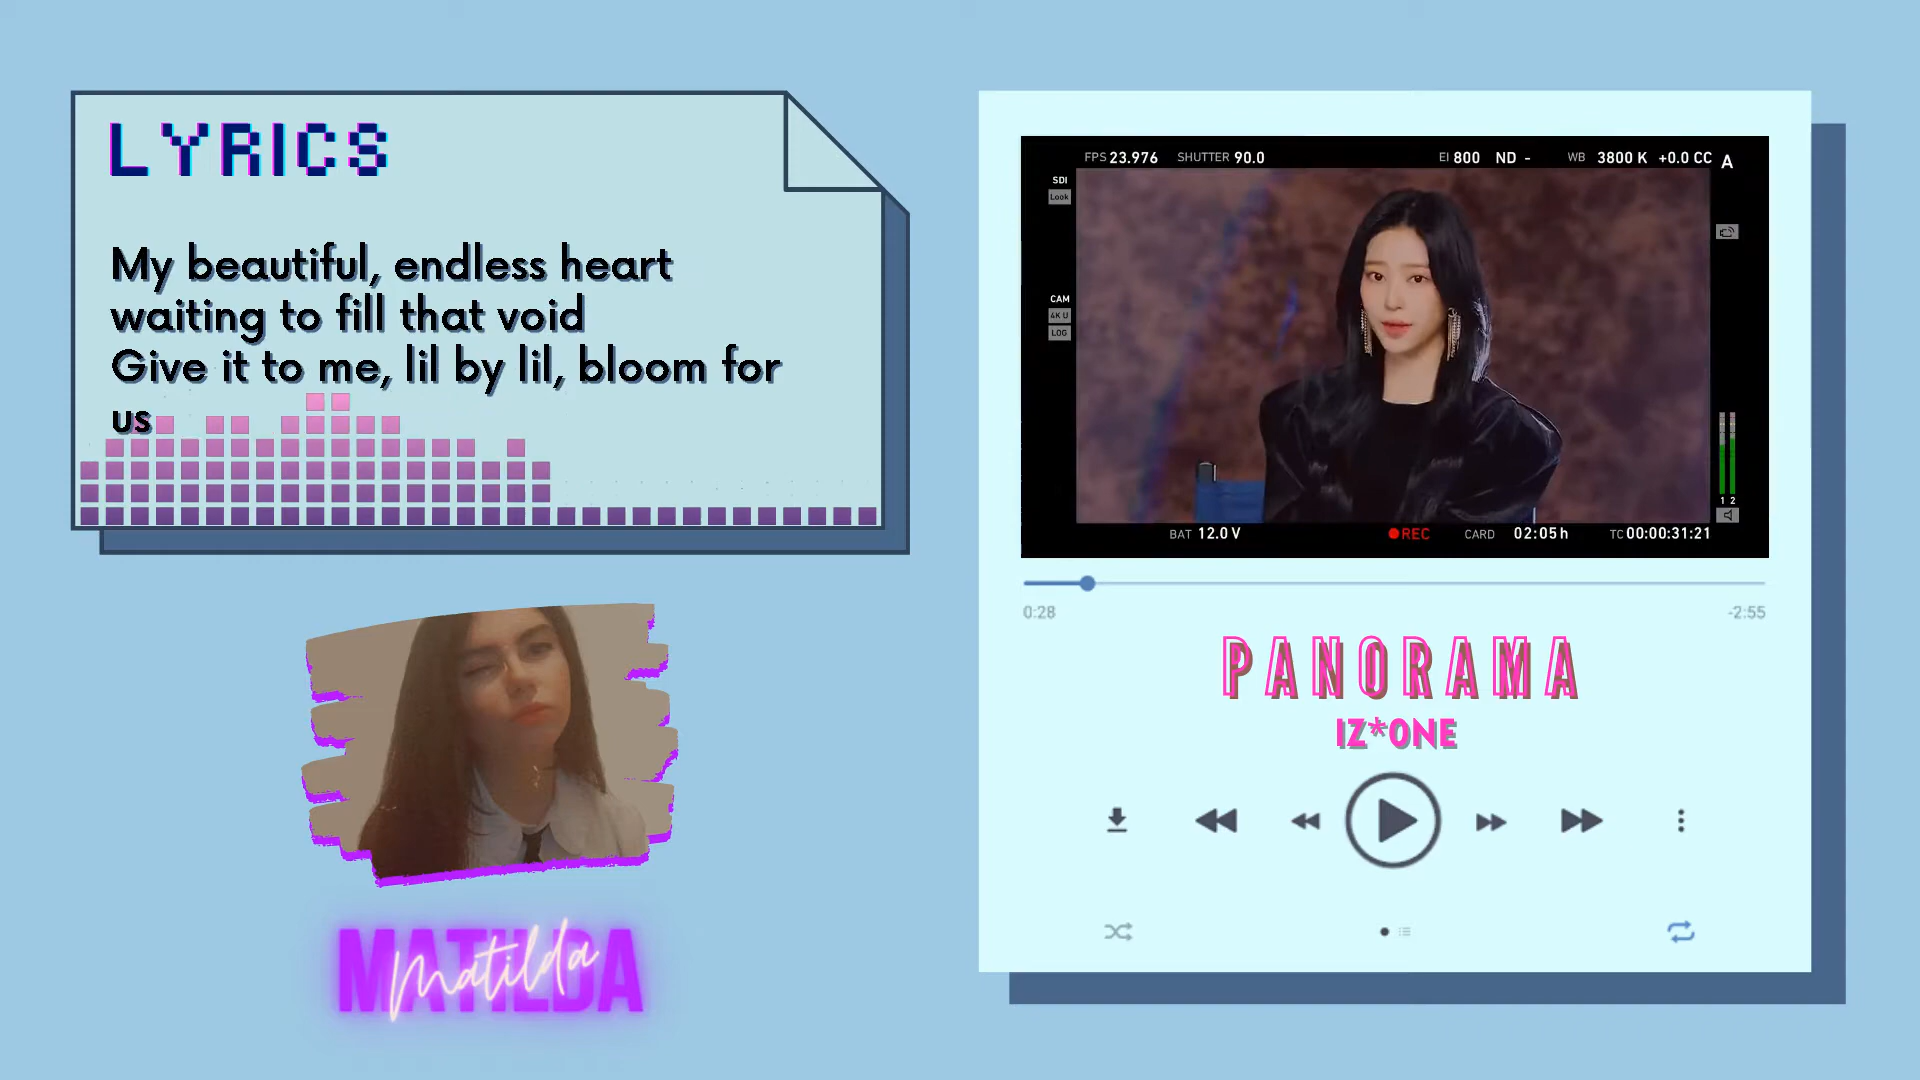 LYRICS
My beautiful, endless heart
waiting to fill that void
Give it to me, lil by lil, bloom for
us
FPS 23.976 SHUTTER 90.0 EI 800 ND - WB 3800 K +0.0 CC A
SDI
Look
CAM
4K U
LOG
1 2
BAT 12.0 V REC CARD 02:05 h TC 00:00:31:21
0:28 -2:55
PANORAMA
IZ*ONE
MATILDA
Matilda